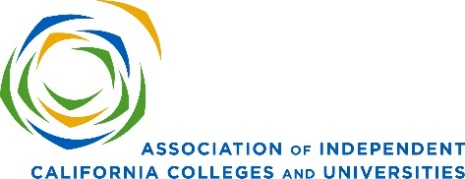 ASSOCIATION OF INDEPENDENT
CALIFORNIA COLLEGES AND UNIVERSITIES